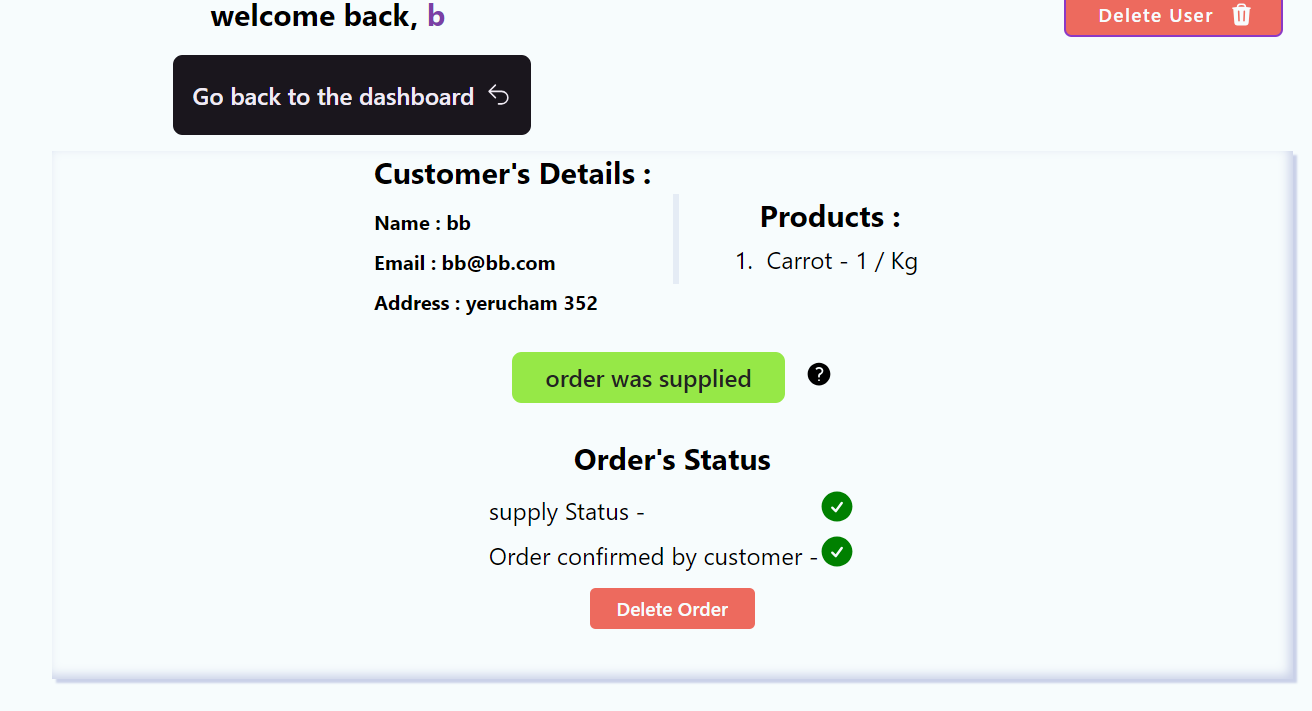 welcome back, b
Delete User
Go back to the dashboard
Customer's Details :
Name : bb
Email : bb@bb.com
Address : yerucham 352
Products :
1. Carrot - 1 / Kg
order was supplied
?
Order's Status
supply Status -
Order confirmed by customer -
Delete Order